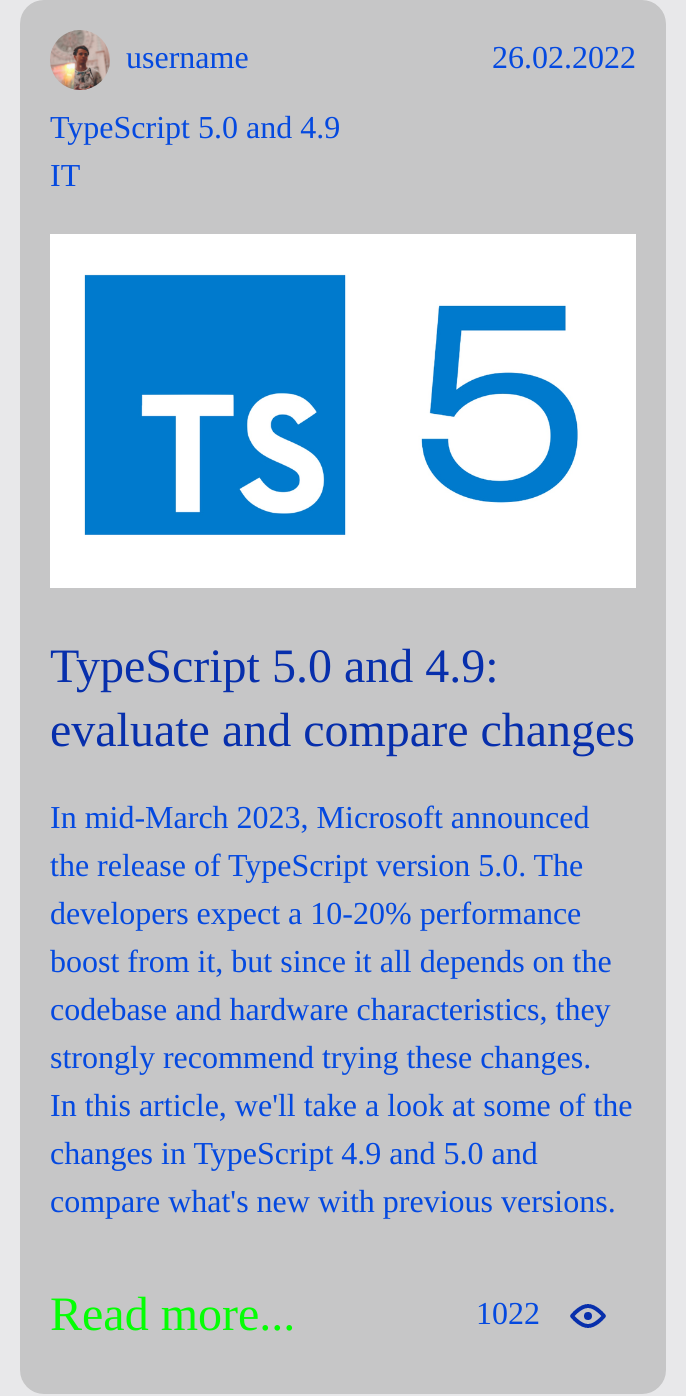 username 26.02.2022
TypeScript 5.0 and 4.9
IT
TS 5
TypeScript 5.0 and 4.9:
evaluate and compare changes
In mid-March 2023, Microsoft announced
the release of TypeScript version 5.0. The
developers expect a 10-20% performance
boost from it, but since it all depends on the
codebase and hardware characteristics, they
strongly recommend trying these changes.
In this article, we'll take a look at some of the
changes in TypeScript 4.9 and 5.0 and
compare what's new with previous versions.
Read more... 1022